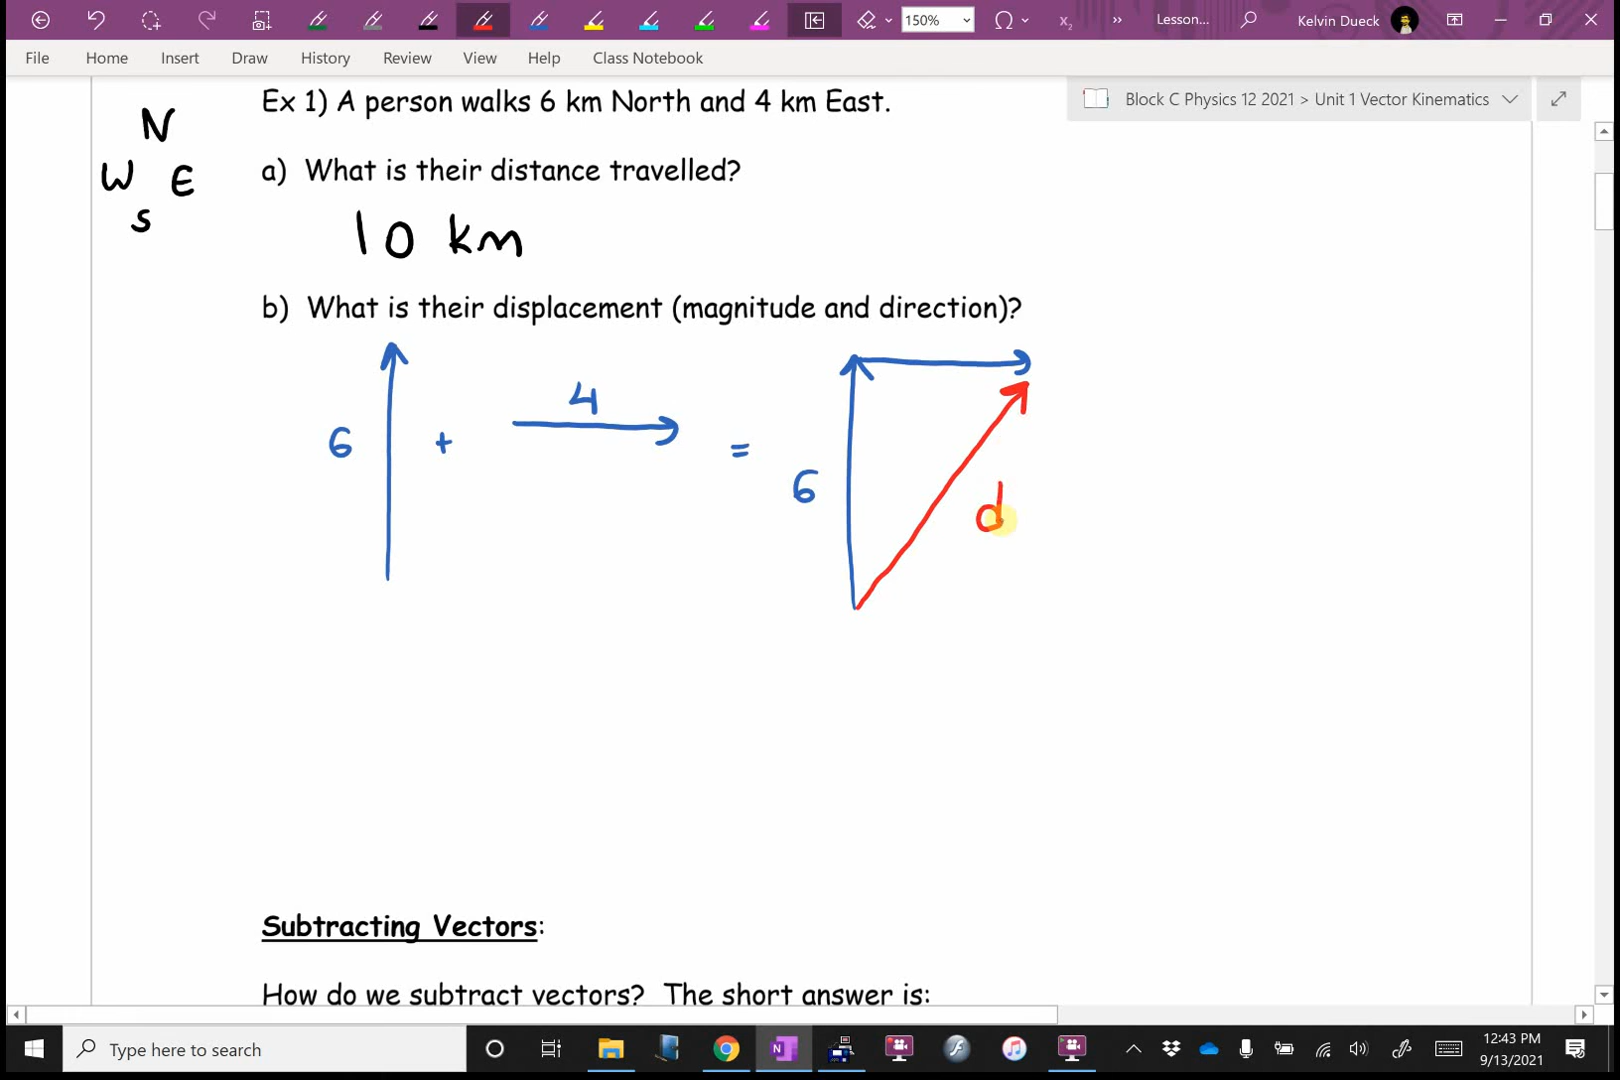 150%
x₂
Lesson...
Kelvin Dueck
File Home Insert Draw History Review View Help Class Notebook
Block C Physics 12 2021 > Unit 1 Vector Kinematics
Ex 1) A person walks 6 km North and 4 km East.
N
W E
S
a) What is their distance travelled?
10 km
b) What is their displacement (magnitude and direction)?
6 + 4 = 6 d
Subtracting Vectors:
How do we subtract vectors? The short answer is:
Type here to search
12:43 PM
9/13/2021